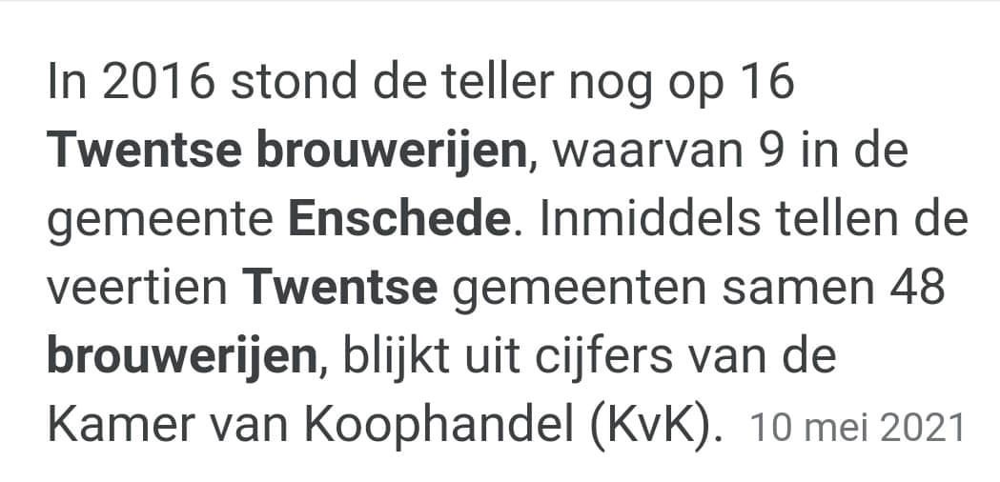 In 2016 stond de teller nog op 16
Twentse brouwerijen, waarvan 9 in de
gemeente Enschede. Inmiddels tellen de
veertien Twentse gemeenten samen 48
brouwerijen, blijkt uit cijfers van de
Kamer van Koophandel (KvK). 10 mei 2021